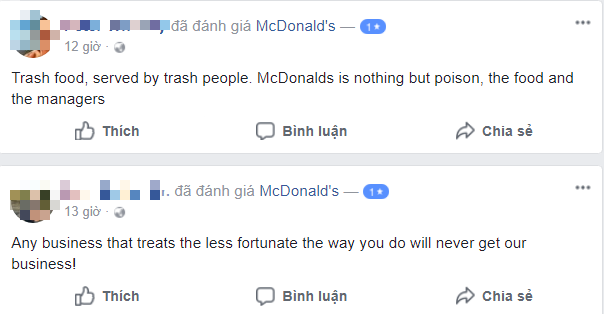 đã đánh giá McDonald's — 1★
12 giờ ·
Trash food, served by trash people. McDonalds is nothing but poison, the food and
the managers
Thích Bình luận Chia sẻ
đã đánh giá McDonald's — 1★
13 giờ ·
Any business that treats the less fortunate the way you do will never get our
business!
Thích Bình luận Chia sẻ